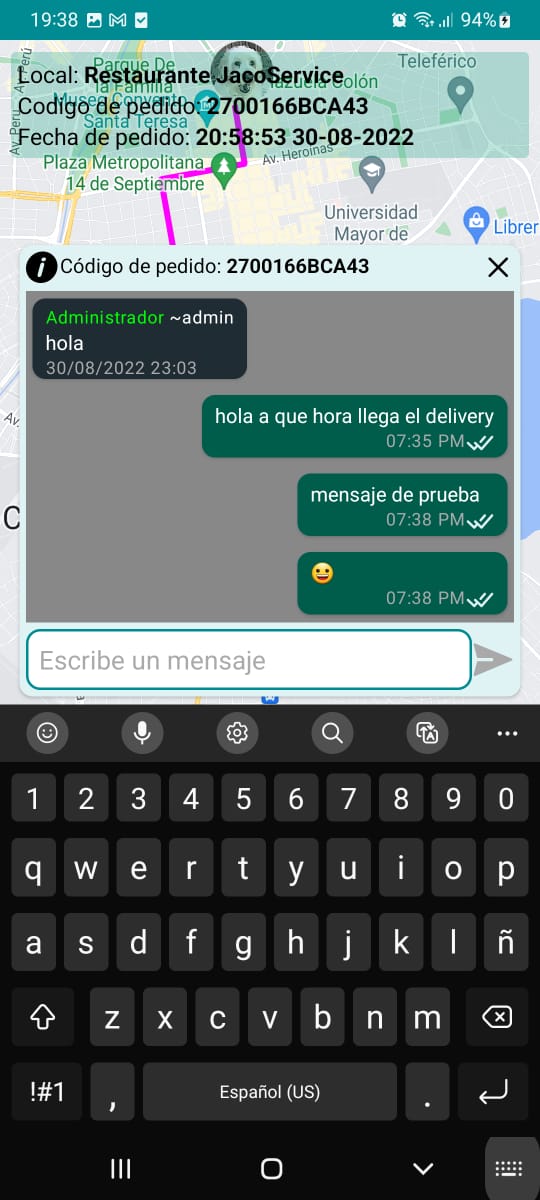 19:38
94%
Teleférico
Parque De
la Familia
Local: Restaurante JacoService
Codigo de pedido: 2700166BCA43
Museo Convento
Santa Teresa
Fecha de pedido: 20:58:53 30-08-2022
Av. Heroínas
Plaza Metropolitana
14 de Septiembre
Universidad
Mayor de
Librer
Código de pedido: 2700166BCA43
Administrador ~admin
hola
30/08/2022 23:03
hola a que hora llega el delivery
07:35 PM
mensaje de prueba
07:38 PM
😀
07:38 PM
Escribe un mensaje
1 2 3 4 5 6 7 8 9 0
q w e r t y u i o p
a s d f g h j k l ñ
z x c v b n m
!#1 , Español (US) .